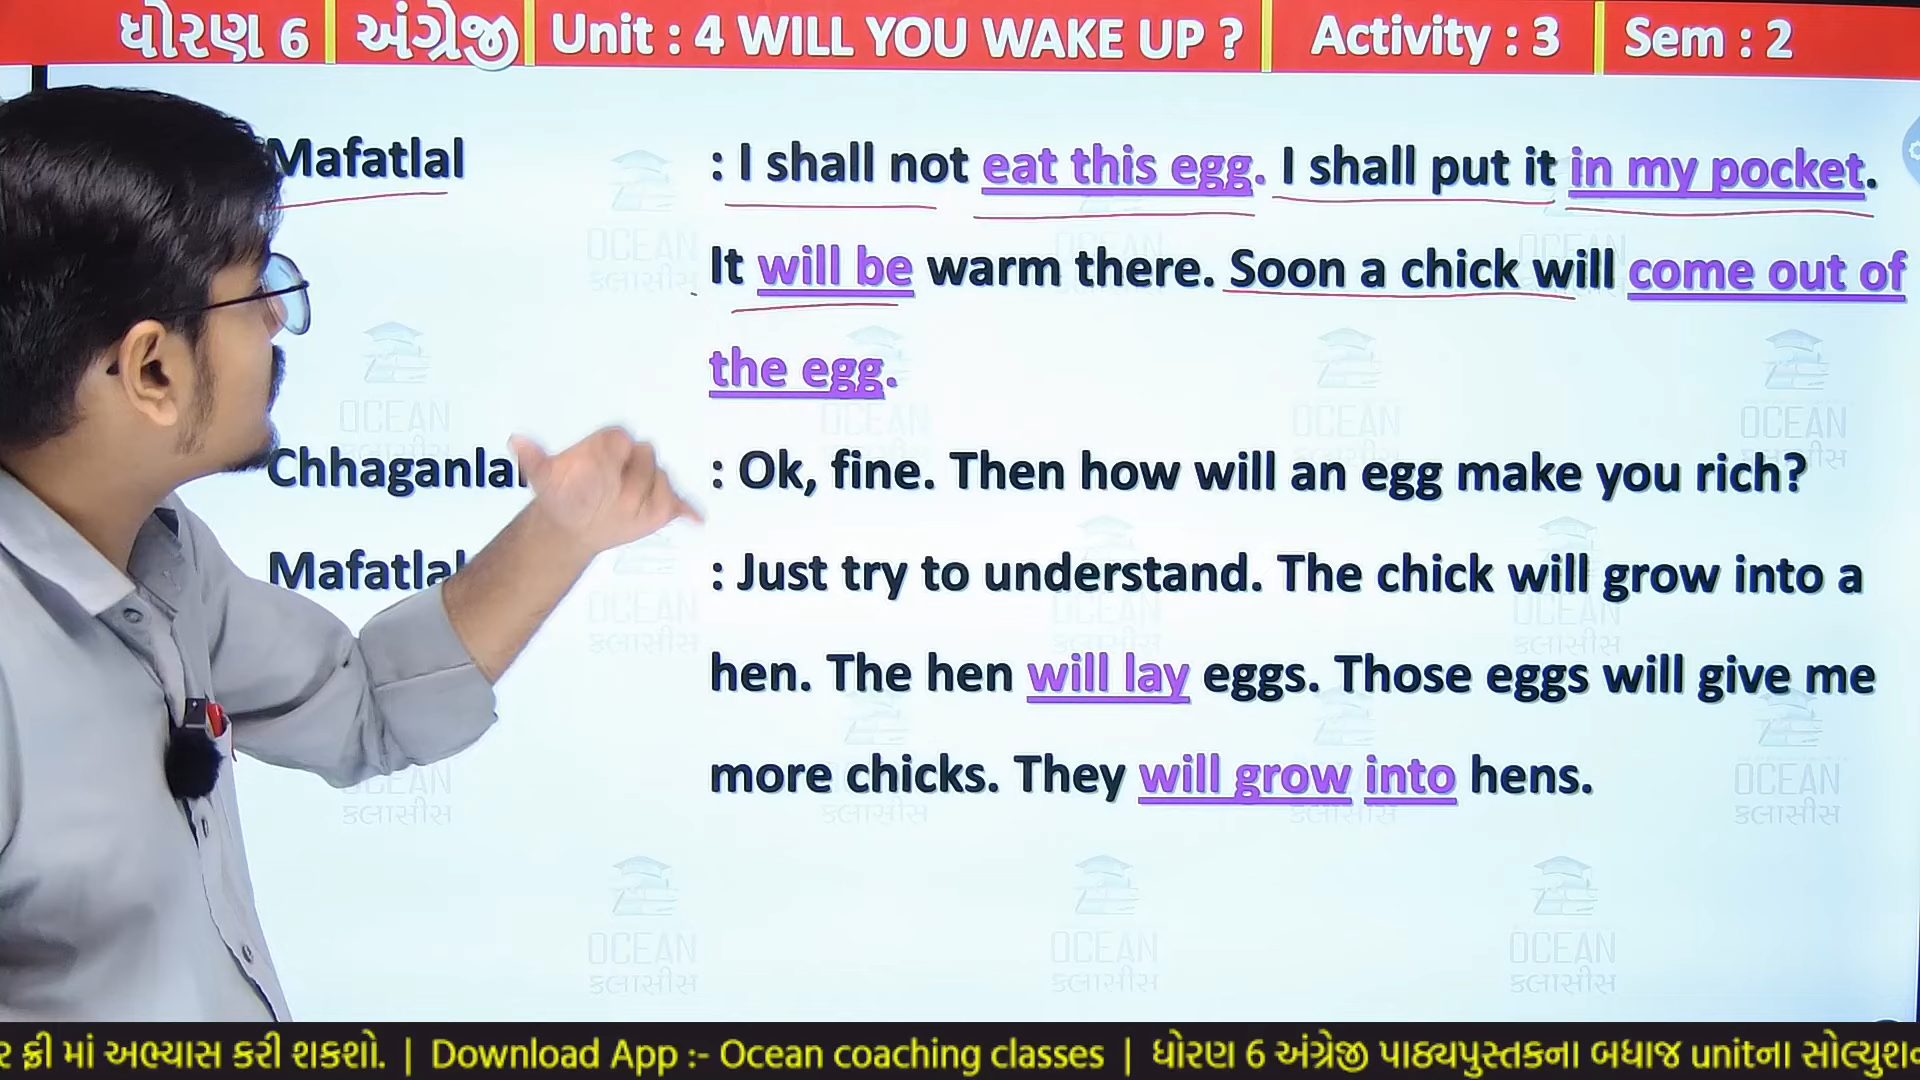 ધોરણ 6 અંગ્રેજી Unit : 4 WILL YOU WAKE UP ? Activity : 3 Sem : 2
Mafatlal : I shall not eat this egg. I shall put it in my pocket.
It will be warm there. Soon a chick will come out of
the egg.
Chhaganlal : Ok, fine. Then how will an egg make you rich?
Mafatlal : Just try to understand. The chick will grow into a
hen. The hen will lay eggs. Those eggs will give me
more chicks. They will grow into hens.
OCEAN
ક્લાસીસ
ર ફ્રી માં અભ્યાસ કરી શકશો. | Download App :- Ocean coaching classes | ધોરણ 6 અંગ્રેજી પાઠ્યપુસ્તકના બધાજ unitના સોલ્યુશન